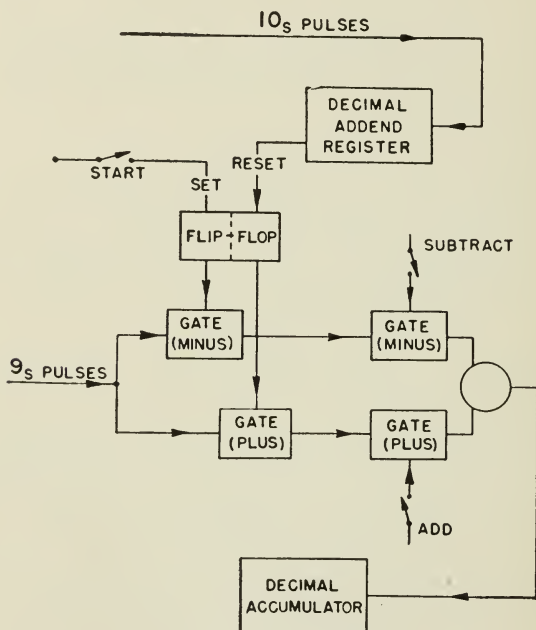 10s PULSES
DECIMAL
ADDEND
REGISTER
START
SET
RESET
FLIP-FLOP
SUBTRACT
GATE
(MINUS)
GATE
(MINUS)
9s PULSES
GATE
(PLUS)
GATE
(PLUS)
ADD
DECIMAL
ACCUMULATOR